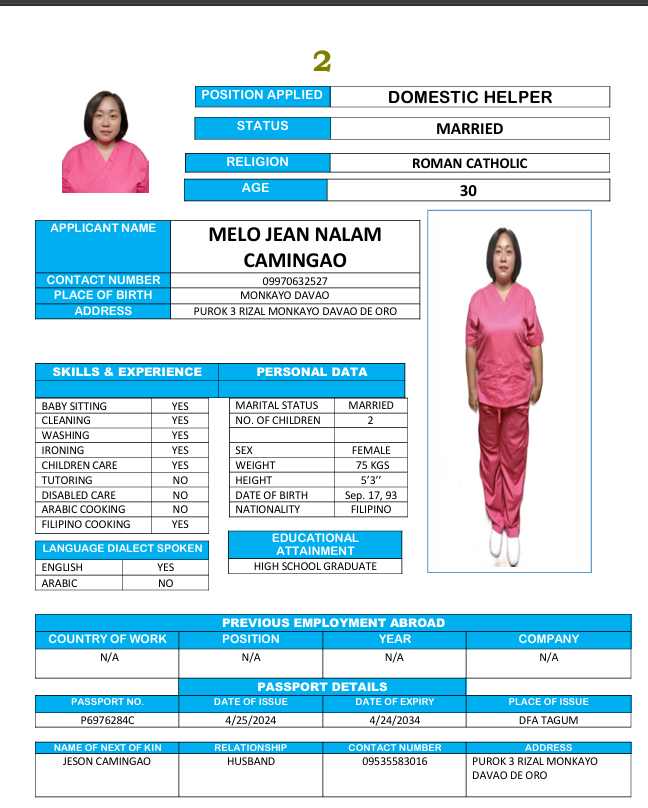 2
POSITION APPLIED DOMESTIC HELPER
STATUS MARRIED
RELIGION ROMAN CATHOLIC
AGE 30
APPLICANT NAME MELO JEAN NALAM
CAMINGAO
CONTACT NUMBER 09970632527
PLACE OF BIRTH MONKAYO DAVAO
ADDRESS PUROK 3 RIZAL MONKAYO DAVAO DE ORO
SKILLS & EXPERIENCE PERSONAL DATA
BABY SITTING YES MARITAL STATUS MARRIED
CLEANING YES NO. OF CHILDREN 2
WASHING YES
IRONING YES SEX FEMALE
CHILDREN CARE YES WEIGHT 75 KGS
TUTORING NO HEIGHT 5’3’’
DISABLED CARE NO DATE OF BIRTH Sep. 17, 93
ARABIC COOKING NO NATIONALITY FILIPINO
FILIPINO COOKING YES
LANGUAGE DIALECT SPOKEN
ENGLISH YES
ARABIC NO
EDUCATIONAL
ATTAINMENT
HIGH SCHOOL GRADUATE
PREVIOUS EMPLOYMENT ABROAD
COUNTRY OF WORK POSITION YEAR COMPANY
N/A N/A N/A N/A
PASSPORT DETAILS
PASSPORT NO. DATE OF ISSUE DATE OF EXPIRY PLACE OF ISSUE
P6976284C 4/25/2024 4/24/2034 DFA TAGUM
NAME OF NEXT OF KIN RELATIONSHIP CONTACT NUMBER ADDRESS
JESON CAMINGAO HUSBAND 09535583016 PUROK 3 RIZAL MONKAYO
DAVAO DE ORO